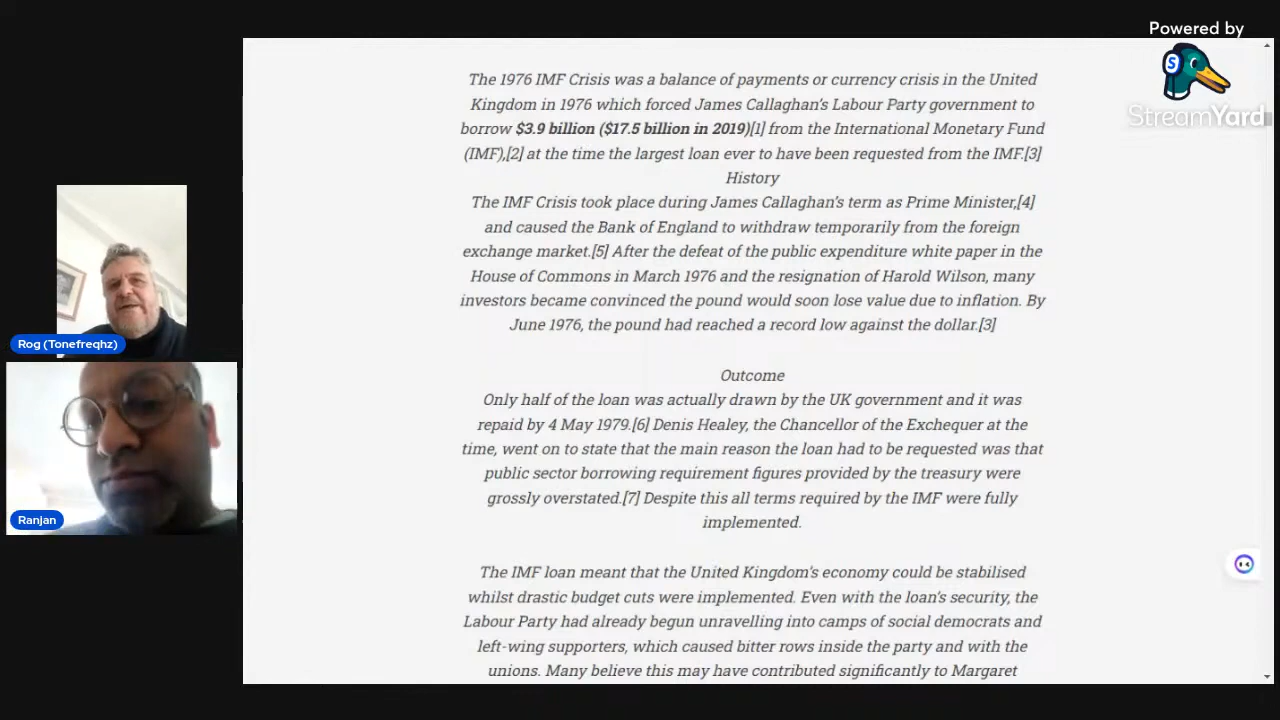 Powered by
StreamYard
The 1976 IMF Crisis was a balance of payments or currency crisis in the United
Kingdom in 1976 which forced James Callaghan's Labour Party government to
borrow $3.9 billion ($17.5 billion in 2019)[1] from the International Monetary Fund
(IMF),[2] at the time the largest loan ever to have been requested from the IMF.[3]
History
The IMF Crisis took place during James Callaghan's term as Prime Minister,[4]
and caused the Bank of England to withdraw temporarily from the foreign
exchange market.[5] After the defeat of the public expenditure white paper in the
House of Commons in March 1976 and the resignation of Harold Wilson, many
investors became convinced the pound would soon lose value due to inflation. By
June 1976, the pound had reached a record low against the dollar.[3]
Outcome
Only half of the loan was actually drawn by the UK government and it was
repaid by 4 May 1979.[6] Denis Healey, the Chancellor of the Exchequer at the
time, went on to state that the main reason the loan had to be requested was that
public sector borrowing requirement figures provided by the treasury were
grossly overstated.[7] Despite this all terms required by the IMF were fully
implemented.
The IMF loan meant that the United Kingdom's economy could be stabilised
whilst drastic budget cuts were implemented. Even with the loan's security, the
Labour Party had already begun unravelling into camps of social democrats and
left-wing supporters, which caused bitter rows inside the party and with the
unions. Many believe this may have contributed significantly to Margaret
Rog (Tonefreqhz)
Ranjan